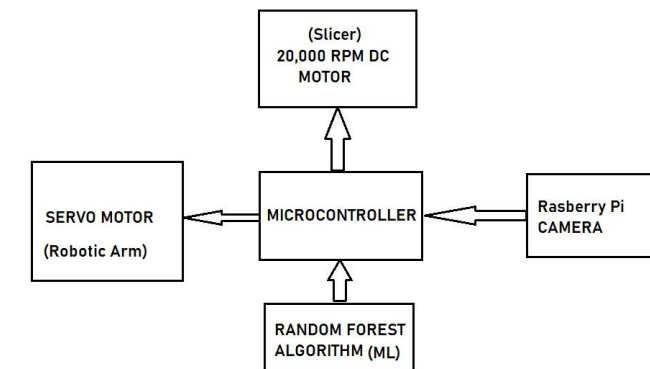 (Slicer)
20,000 RPM DC
MOTOR
SERVO MOTOR
(Robotic Arm)
MICROCONTROLLER
Rasberry Pi
CAMERA
RANDOM FOREST
ALGORITHM (ML)